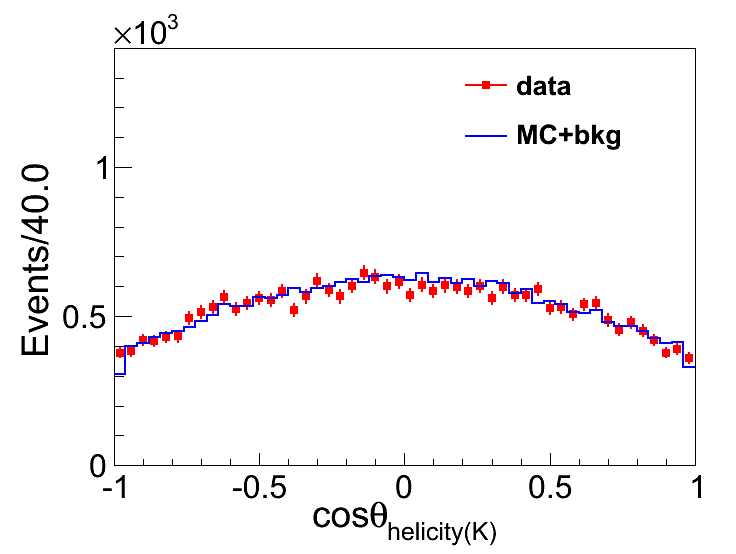 ×10³
data
MC+bkg
Events/40.0
1
0.5
0
-1
-0.5
0
0.5
1
cosθhelicity(K)